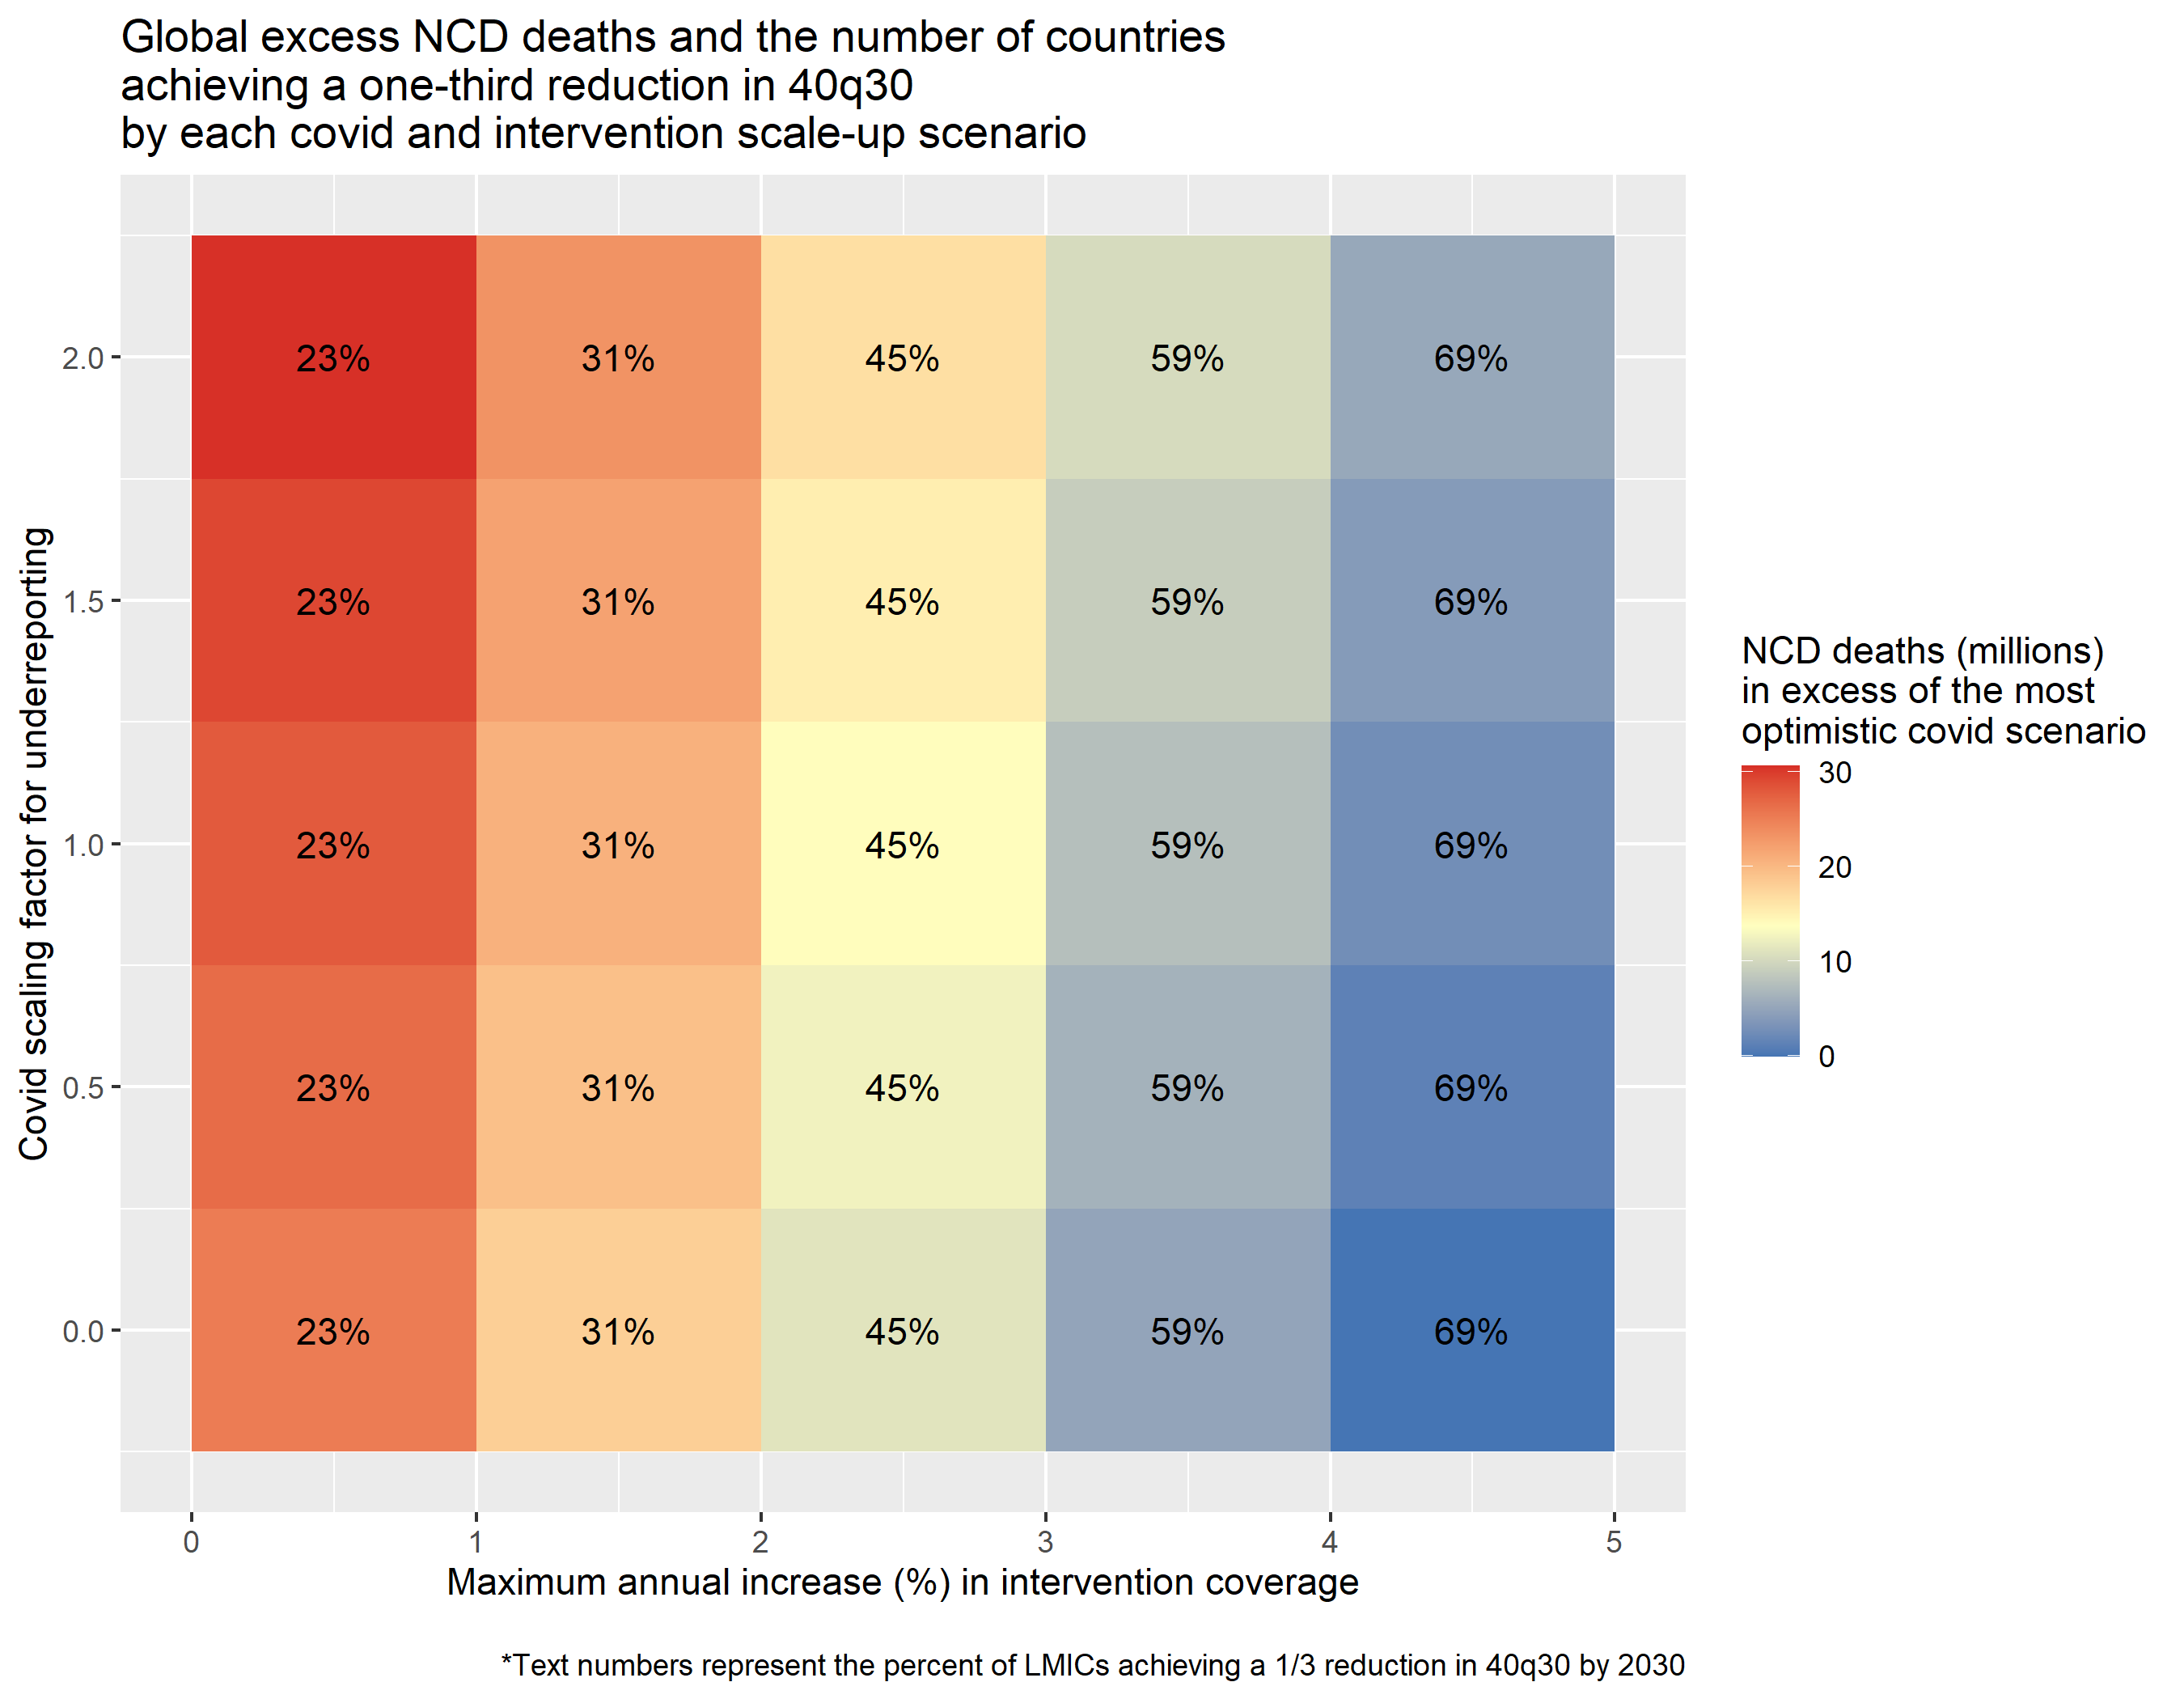 Global excess NCD deaths and the number of countries
achieving a one-third reduction in 40q30
by each covid and intervention scale-up scenario
Covid scaling factor for underreporting
2.0
23% 31% 45% 59% 69%
1.5
23% 31% 45% 59% 69%
1.0
23% 31% 45% 59% 69%
0.5
23% 31% 45% 59% 69%
0.0
23% 31% 45% 59% 69%
0 1 2 3 4 5
Maximum annual increase (%) in intervention coverage
NCD deaths (millions)
in excess of the most
optimistic covid scenario
30
20
10
0
*Text numbers represent the percent of LMICs achieving a 1/3 reduction in 40q30 by 2030